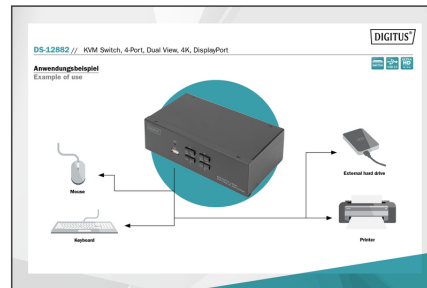 DIGITUS®
DS-12882 // KVM Switch, 4-Port, Dual View, 4K, DisplayPort
Anwendungsbeispiel
Example of use
Mouse
External hard drive
Keyboard
Printer